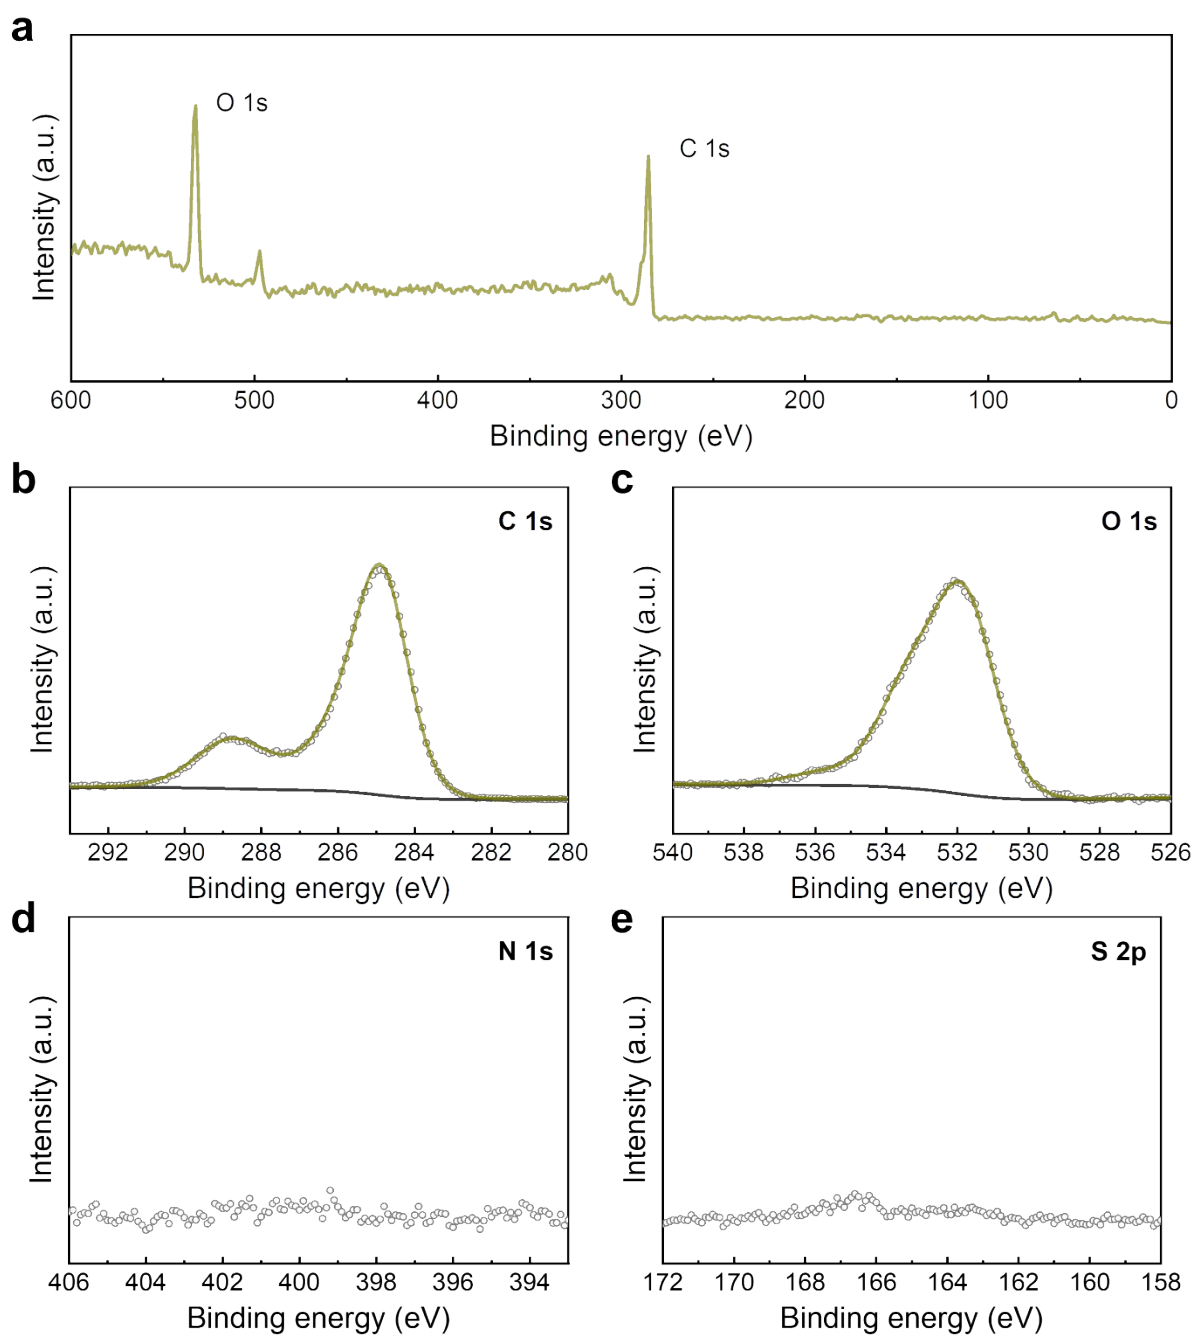 a
O 1s
C 1s
Intensity (a.u.)
600 500 400 300 200 100 0
Binding energy (eV)
b
C 1s
Intensity (a.u.)
292 290 288 286 284 282 280
Binding energy (eV)
c
O 1s
Intensity (a.u.)
540 538 536 534 532 530 528 526
Binding energy (eV)
d
N 1s
Intensity (a.u.)
406 404 402 400 398 396 394
Binding energy (eV)
e
S 2p
Intensity (a.u.)
172 170 168 166 164 162 160 158
Binding energy (eV)